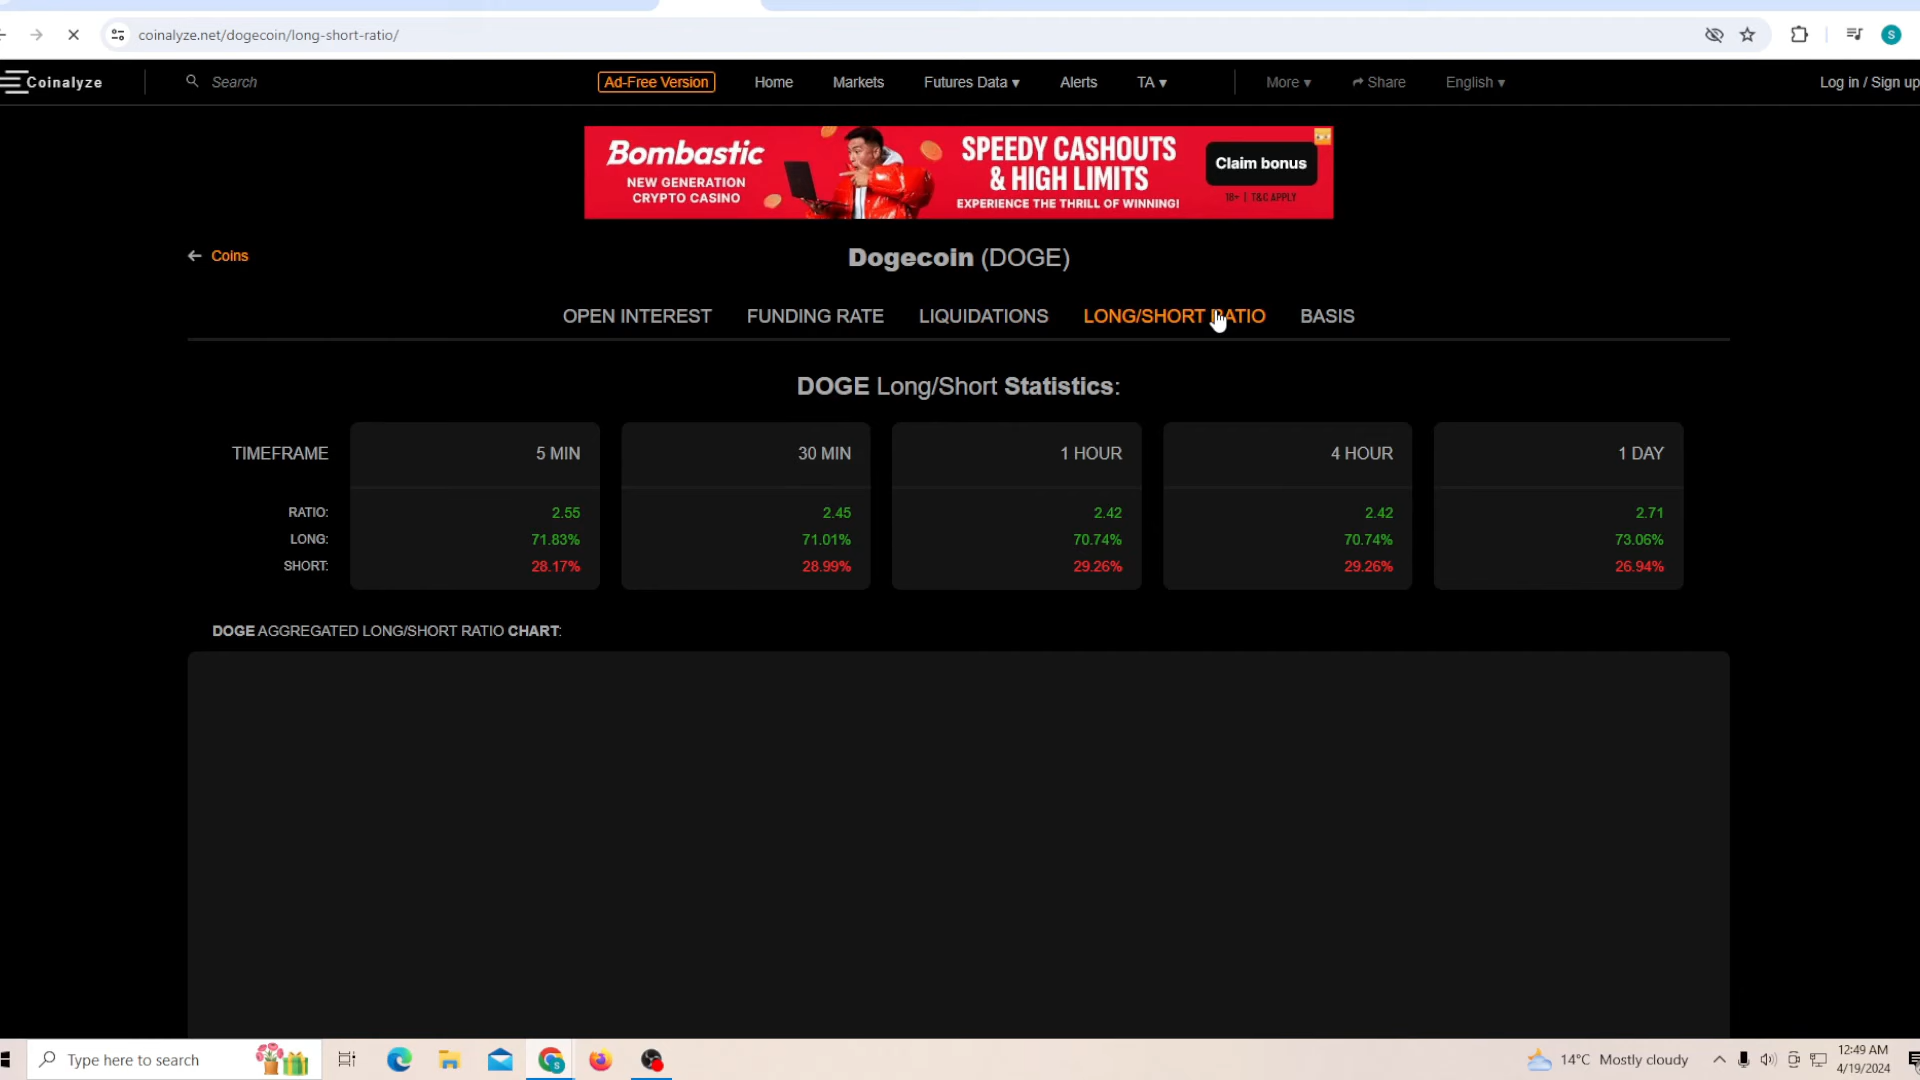 coinalyze.net/dogecoin/long-short-ratio/
S
Coinalyze
Search
Ad-Free Version
Home
Markets
Futures Data ▾
Alerts
TA ▾
More ▾
Share
English ▾
Log in / Sign up
Bombastic
NEW GENERATION
CRYPTO CASINO
SPEEDY CASHOUTS
& HIGH LIMITS
EXPERIENCE THE THRILL OF WINNING!
Claim bonus
18+ | T&C APPLY
← Coins
Dogecoin (DOGE)
OPEN INTEREST
FUNDING RATE
LIQUIDATIONS
LONG/SHORT RATIO
BASIS
DOGE Long/Short Statistics:
TIMEFRAME 5 MIN 30 MIN 1 HOUR 4 HOUR 1 DAY
RATIO: 2.55 2.45 2.42 2.42 2.71
LONG: 71.83% 71.01% 70.74% 70.74% 73.06%
SHORT: 28.17% 28.99% 29.26% 29.26% 26.94%
DOGE AGGREGATED LONG/SHORT RATIO CHART:
Type here to search
14°C Mostly cloudy
12:49 AM
4/19/2024